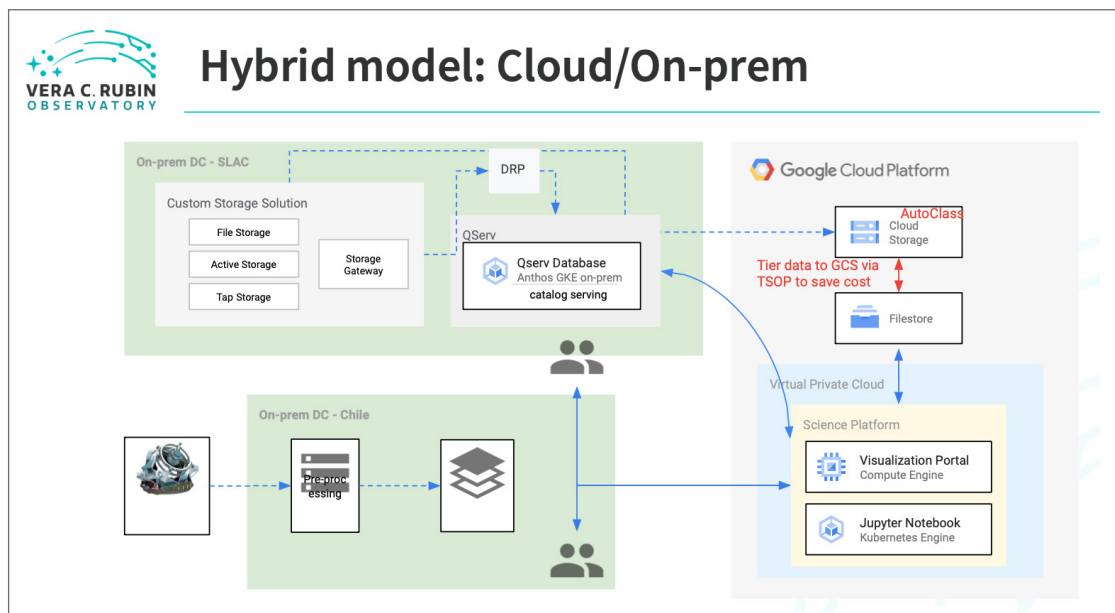 VERA C. RUBIN
OBSERVATORY
Hybrid model: Cloud/On-prem
On-prem DC - SLAC
Custom Storage Solution
File Storage
Active Storage
Tap Storage
Storage
Gateway
DRP
QServ
Qserv Database
Anthos GKE on-prem
catalog serving
Google Cloud Platform
AutoClass
Cloud
Storage
Tier data to GCS via
TSOP to save cost
Filestore
Virtual Private Cloud
Science Platform
Visualization Portal
Compute Engine
Jupyter Notebook
Kubernetes Engine
On-prem DC - Chile
Pre-proc
essing